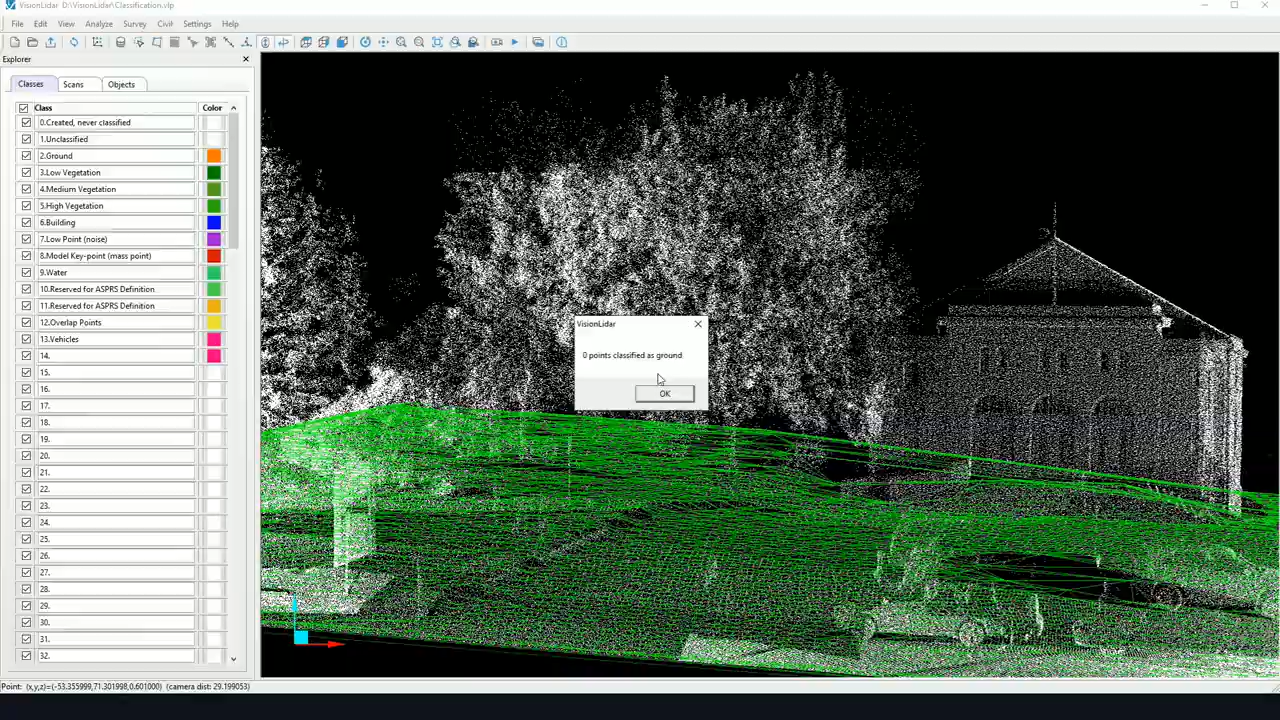 VisionLidar - D:\VisionLidar\Classification.vlp
File Edit View Analyze Survey Civil Settings Help
Explorer
Classes Scans Objects
Class Color
0.Created, never classified
1.Unclassified
2.Ground
3.Low Vegetation
4.Medium Vegetation
5.High Vegetation
6.Building
7.Low Point (noise)
8.Model Key-point (mass point)
9.Water
10.Reserved for ASPRS Definition
11.Reserved for ASPRS Definition
12.Overlap Points
13.Vehicles
14.
15.
16.
17.
18.
19.
20.
21.
22.
23.
24.
25.
26.
27.
28.
29.
30.
31.
32.
VisionLidar
0 points classified as ground
OK
Point: (x,y,z)=(-53.355999,71.301998,0.601000) (camera dist: 29.199053)